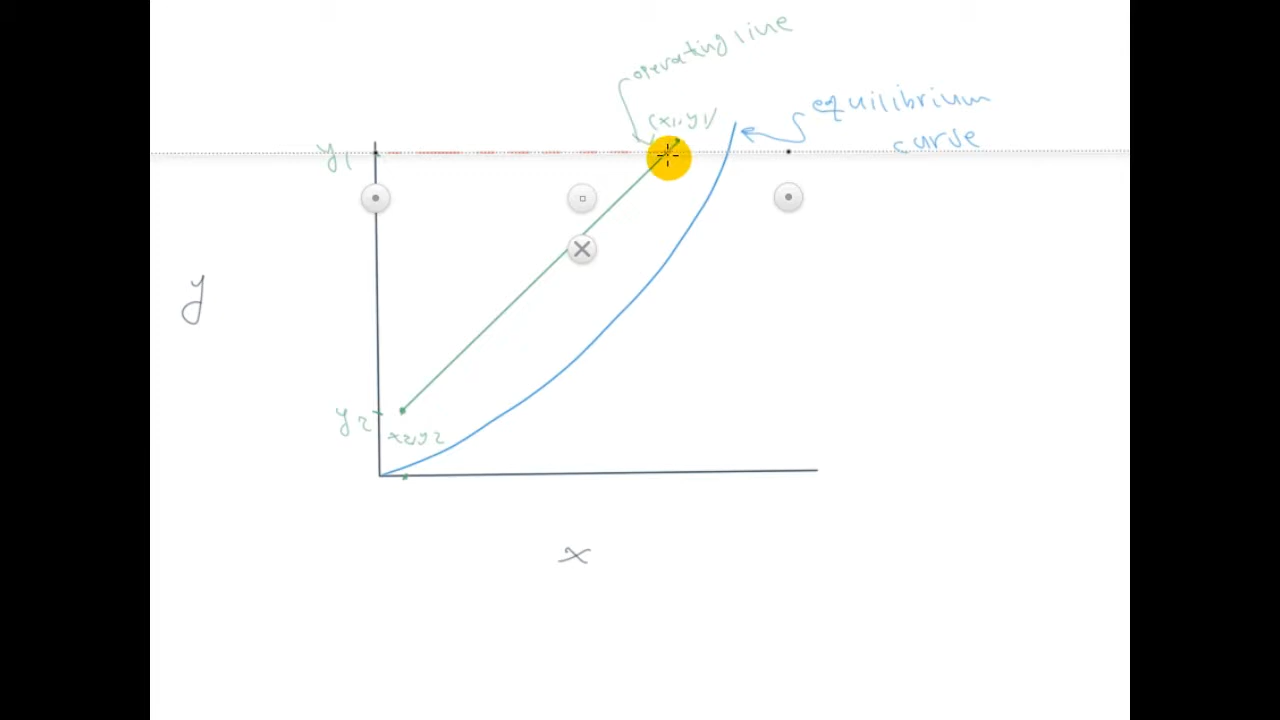 operating line
(x1, y1)
equilibrium
curve
y1
y
y2
x2, y2
x